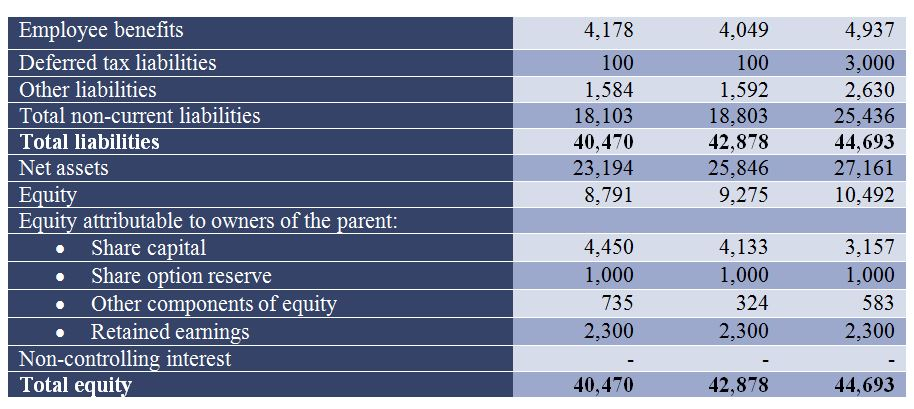 Employee benefits 4,178 4,049 4,937
Deferred tax liabilities 100 100 3,000
Other liabilities 1,584 1,592 2,630
Total non-current liabilities 18,103 18,803 25,436
Total liabilities 40,470 42,878 44,693
Net assets 23,194 25,846 27,161
Equity 8,791 9,275 10,492
Equity attributable to owners of the parent:
• Share capital 4,450 4,133 3,157
• Share option reserve 1,000 1,000 1,000
• Other components of equity 735 324 583
• Retained earnings 2,300 2,300 2,300
Non-controlling interest - - -
Total equity 40,470 42,878 44,693